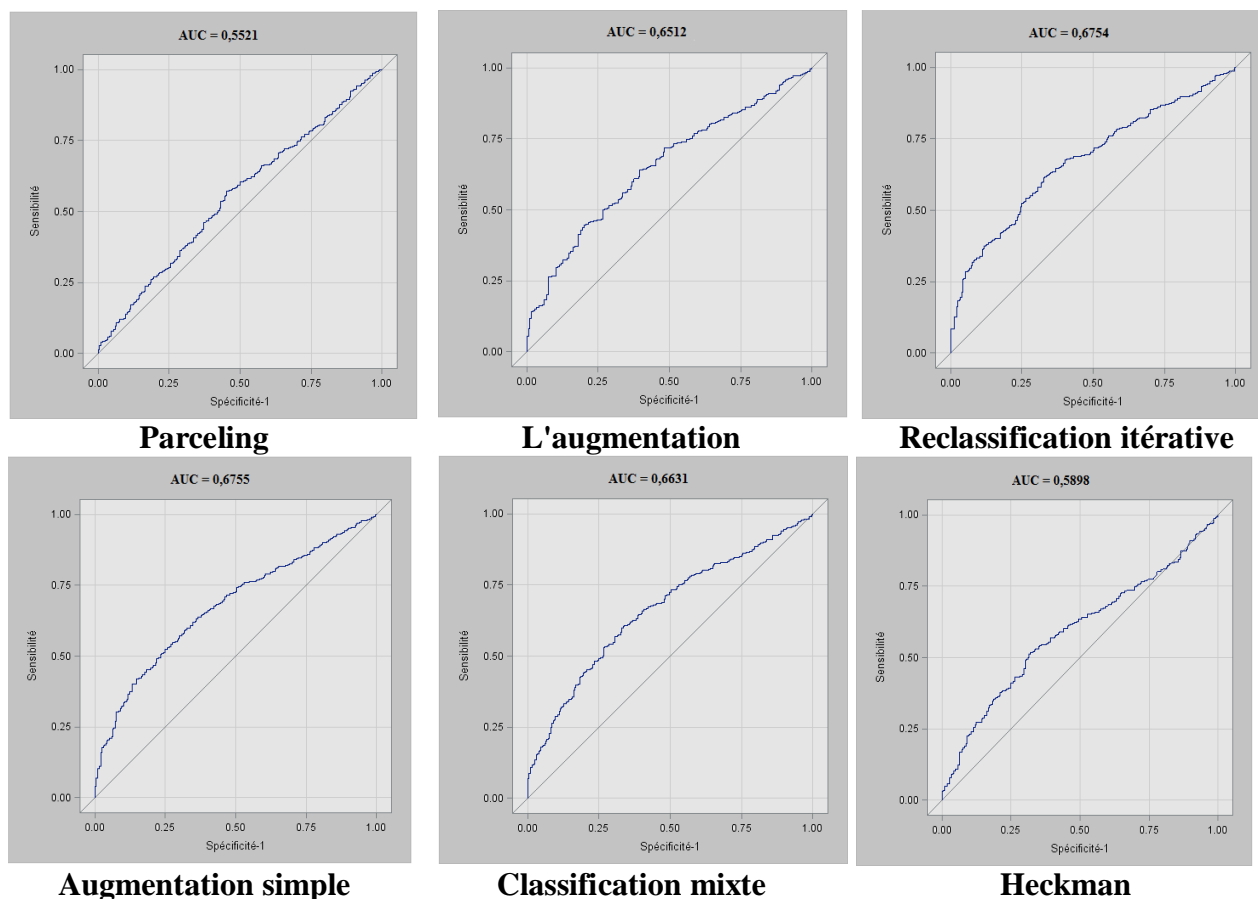 AUC = 0,5521
1.00
0.75
0.50
0.25
0.00
Sensibilité
0.00 0.25 0.50 0.75 1.00
Spécificité-1
Parceling
AUC = 0,6512
1.00
0.75
0.50
0.25
0.00
Sensibilité
0.00 0.25 0.50 0.75 1.00
Spécificité-1
L'augmentation
AUC = 0,6754
1.00
0.75
0.50
0.25
0.00
Sensibilité
0.00 0.25 0.50 0.75 1.00
Spécificité-1
Reclassification itérative
AUC = 0,6755
1.00
0.75
0.50
0.25
0.00
Sensibilité
0.00 0.25 0.50 0.75 1.00
Spécificité-1
Augmentation simple
AUC = 0,6631
1.00
0.75
0.50
0.25
0.00
Sensibilité
0.00 0.25 0.50 0.75 1.00
Spécificité-1
Classification mixte
AUC = 0,5898
1.00
0.75
0.50
0.25
0.00
Sensibilité
0.00 0.25 0.50 0.75 1.00
Spécificité-1
Heckman